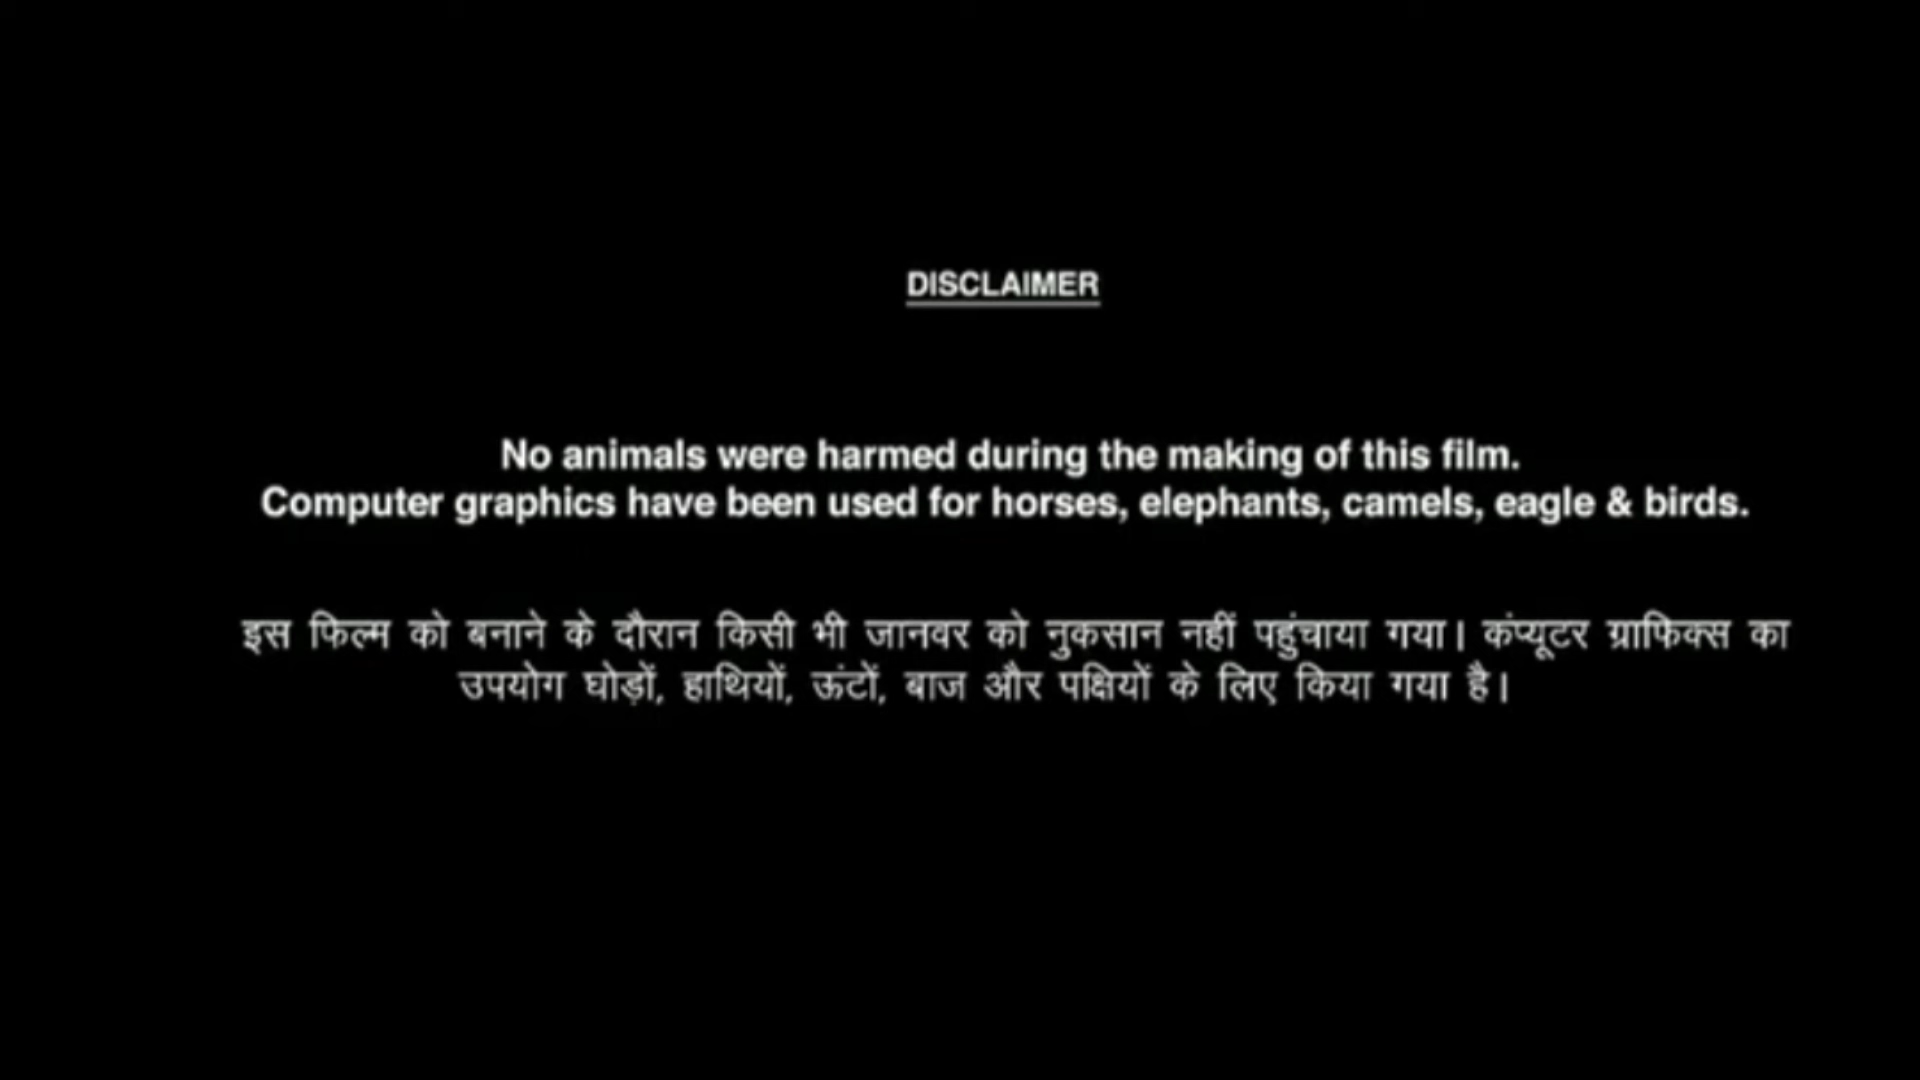 DISCLAIMER
No animals were harmed during the making of this film.
Computer graphics have been used for horses, elephants, camels, eagle & birds.
इस फिल्म को बनाने के दौरान किसी भी जानवर को नुकसान नहीं पहुंचाया गया। कंप्यूटर ग्राफिक्स का
उपयोग घोड़ों, हाथियों, ऊंटों, बाज और पक्षियों के लिए किया गया है।